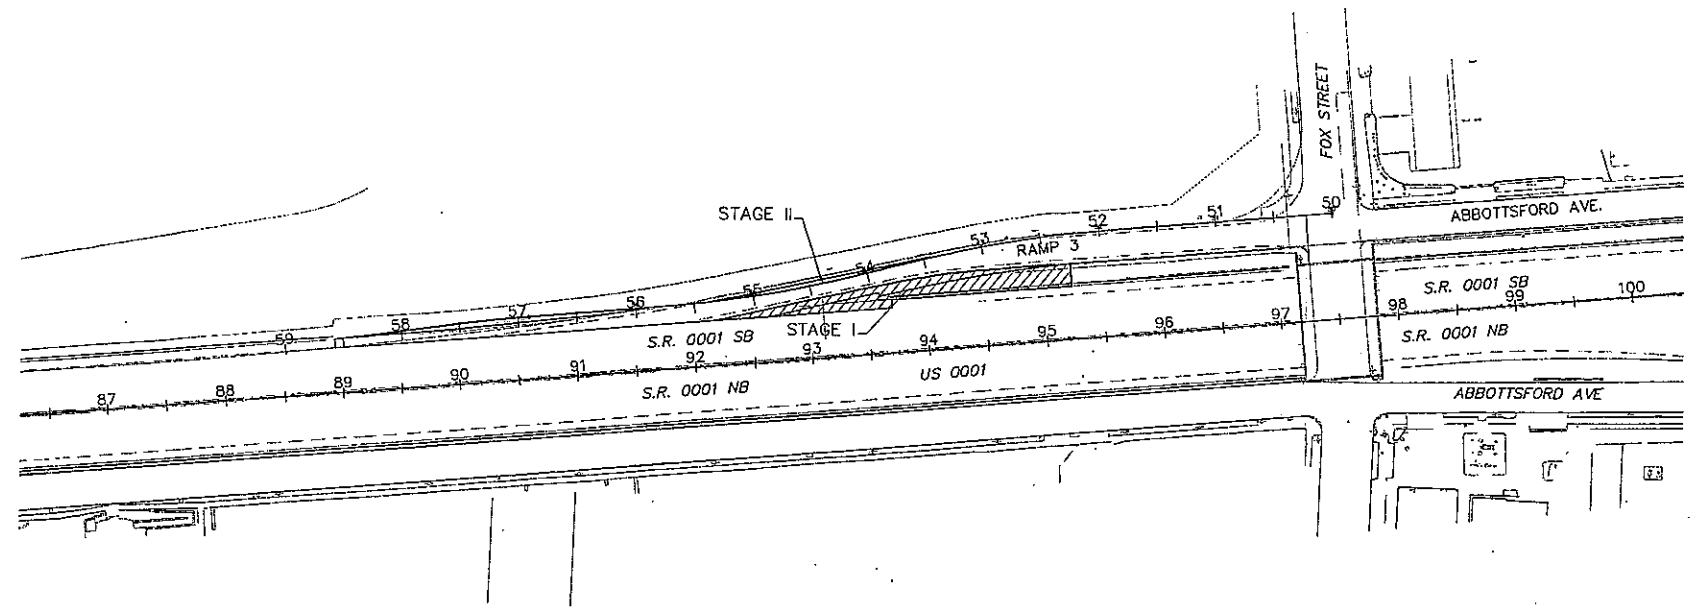 FOX STREET
STAGE II
50
51
52
53
54
55
56
57
58
59
RAMP 3
ABBOTTSFORD AVE.
S.R. 0001 SB
S.R. 0001 SB
STAGE I
87
88
89
90
91
92
93
94
95
96
97
98
99
100
S.R. 0001 NB
US 0001
S.R. 0001 NB
ABBOTTSFORD AVE